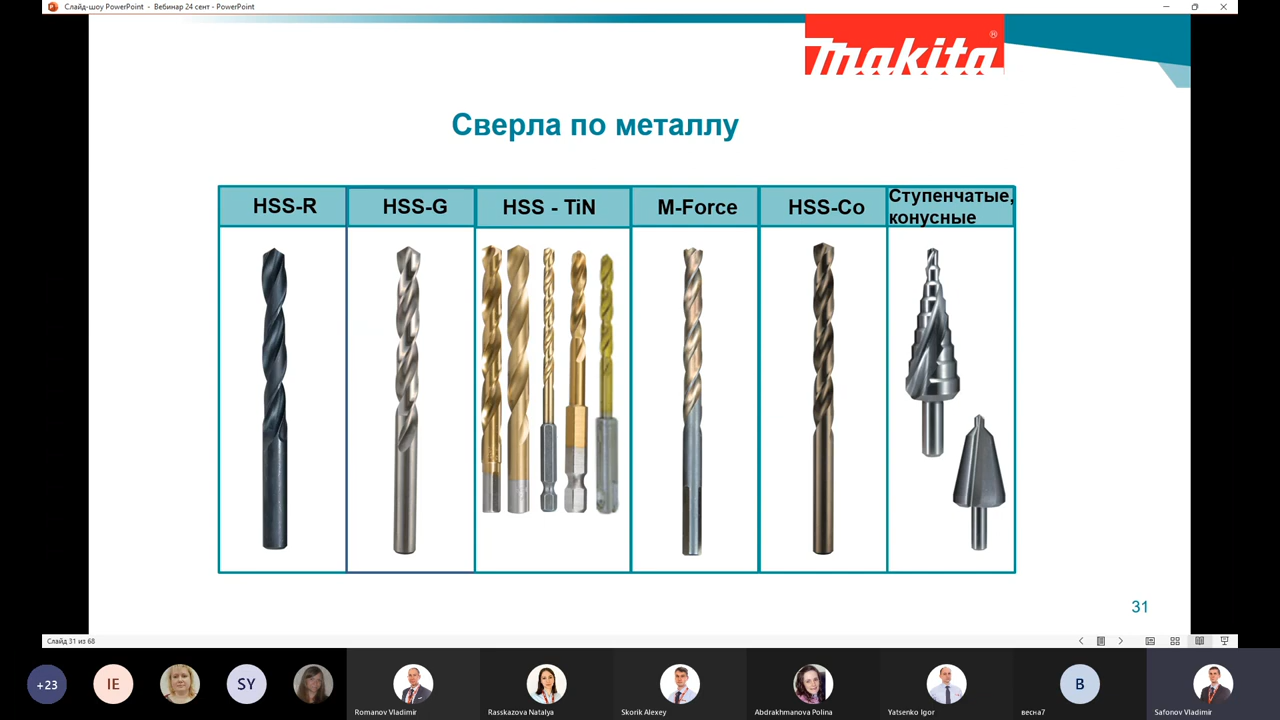 Слайд-шоу PowerPoint - Вебинар 24 сент - PowerPoint
makita®
Сверла по металлу
HSS-R
HSS-G
HSS - TiN
M-Force
HSS-Co
Ступенчатые,
конусные
31
Слайд 31 из 68
+23
IE
SY
Romanov Vladimir
Rasskazova Natalya
Skorik Alexey
Abdrakhmanova Polina
Yatsenko Igor
В
весна7
Safonov Vladimir